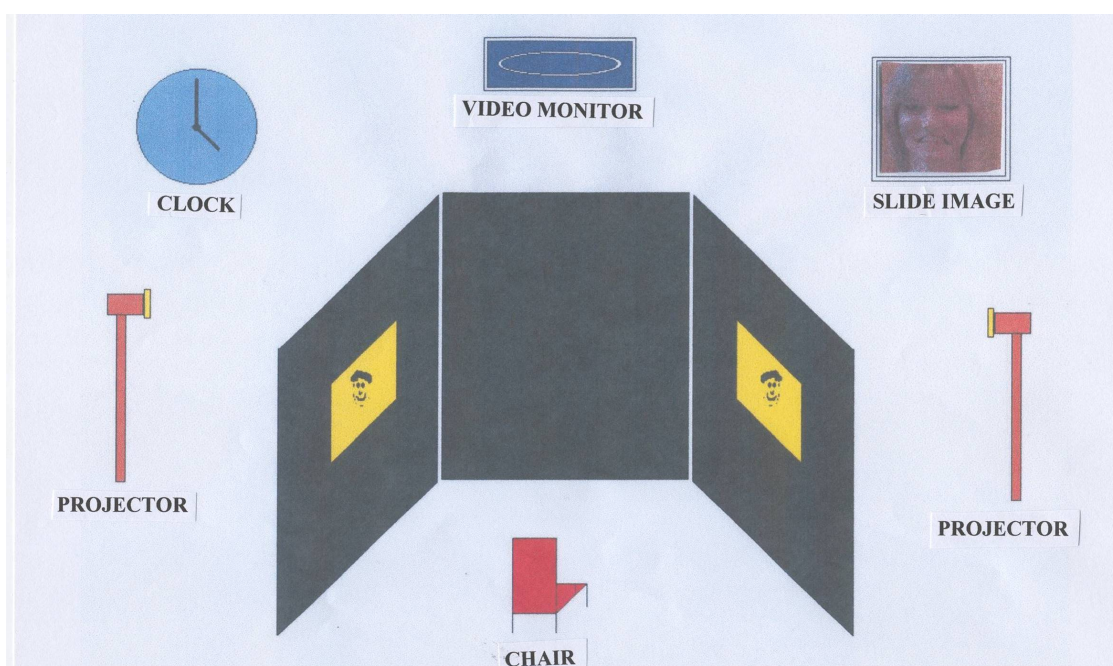 VIDEO MONITOR
CLOCK
SLIDE IMAGE
PROJECTOR
PROJECTOR
CHAIR